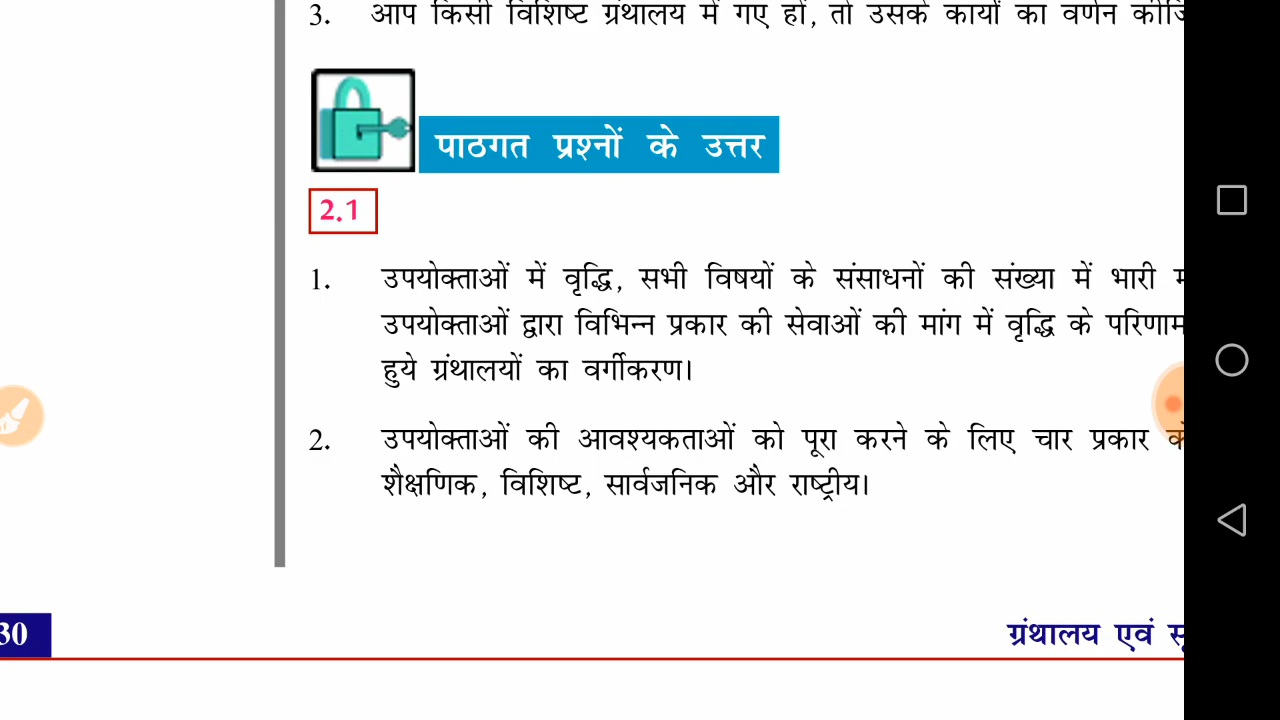 3. आप किसी विशिष्ट ग्रंथालय में गए हों, तो उसके कार्यों का वर्णन
पाठगत प्रश्नों के उत्तर
2.1
1. उपयोक्ताओं में वृद्धि, सभी विषयों के संसाधनों की संख्या में भारी
उपयोक्ताओं द्वारा विभिन्न प्रकार की सेवाओं की मांग में वृद्धि के
हुये ग्रंथालयों का वर्गीकरण।
2. उपयोक्ताओं की आवश्यकताओं को पूरा करने के लिए चार प्रकार
शैक्षणिक, विशिष्ट, सार्वजनिक और राष्ट्रीय।
30
ग्रंथालय एवं